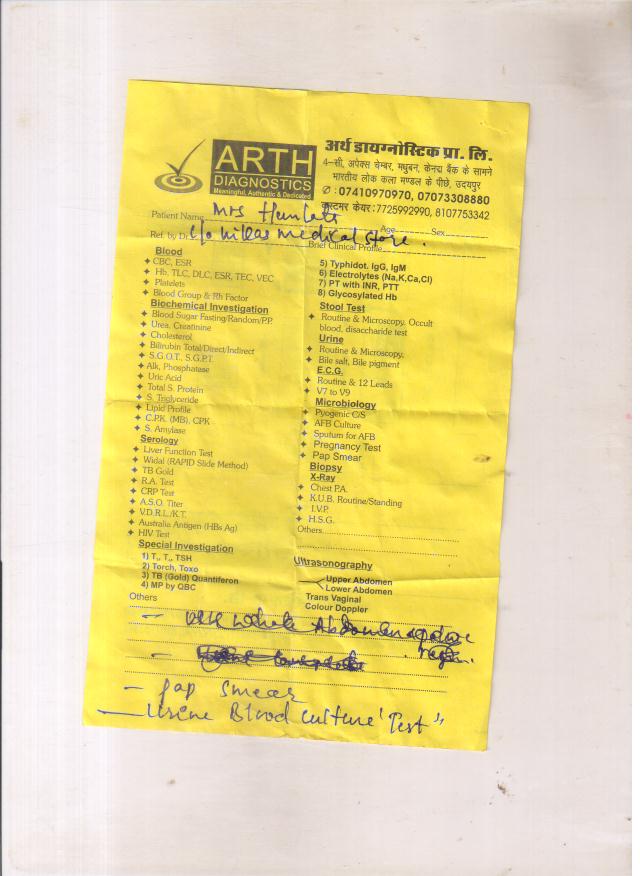 ARTH
DIAGNOSTICS
Meaningful, Authentic & Dedicated
अर्थ डायग्नोस्टिक प्रा. लि.
4-सी, अपेक्स चेम्बर, मधुबन, केनरा बैंक के सामने
भारतीय लोक कला मण्डल के पीछे, उदयपुर
✆ : 07410970970, 07073308880
कस्टमर केयर : 7725992990, 8107753342
Patient Name Mrs Age Sex
Ref. by Dr. c/o medical store.
Brief Clinical Profile
Blood
CBC, ESR
Hb, TLC, DLC, ESR, TEC, VEC
Platelets
Blood Group & Rh Factor
Biochemical Investigation
Blood Sugar Fasting/Random/P.P.
Urea, Creatinine
Cholesterol
Bilirubin Total/Direct/Indirect
S.G.O.T., S.G.P.T.
Alk, Phosphatase
Uric Acid
Total S. Protein
S. Triglyceride
Lipid Profile
C.P.K. (MB), CPK
S. Amylase
Serology
Liver Function Test
Widal (RAPID Slide Method)
TB Gold
R.A. Test
CRP Test
A.S.O. Titer
V.D.R.L./K.T.
Australia Antigen (HBs Ag)
HIV Test
Special Investigation
1) T₃, T₄, TSH
2) Torch, Toxo
3) TB (Gold) Quantiferon
4) MP by QBC
5) Typhidot. IgG, IgM
6) Electrolytes (Na,K,Ca,Cl)
7) PT with INR, PTT
8) Glycosylated Hb
Stool Test
Routine & Microscopy, Occult
blood, disaccharide test
Urine
Routine & Microscopy.
Bile salt, Bile pigment
E.C.G.
Routine & 12 Leads
V7 to V9
Microbiology
Pyogenic C/S
AFB Culture
Sputum for AFB
Pregnancy Test
Pap Smear
Biopsy
X-Ray
Chest P.A.
K.U.B. Routine/Standing
I.V.P.
H.S.G.
Others
Ultrasonography
Upper Abdomen
Lower Abdomen
Trans Vaginal
Colour Doppler
Others
- whole Abdomen
- pap smear
- Urine Blood culture "Test"